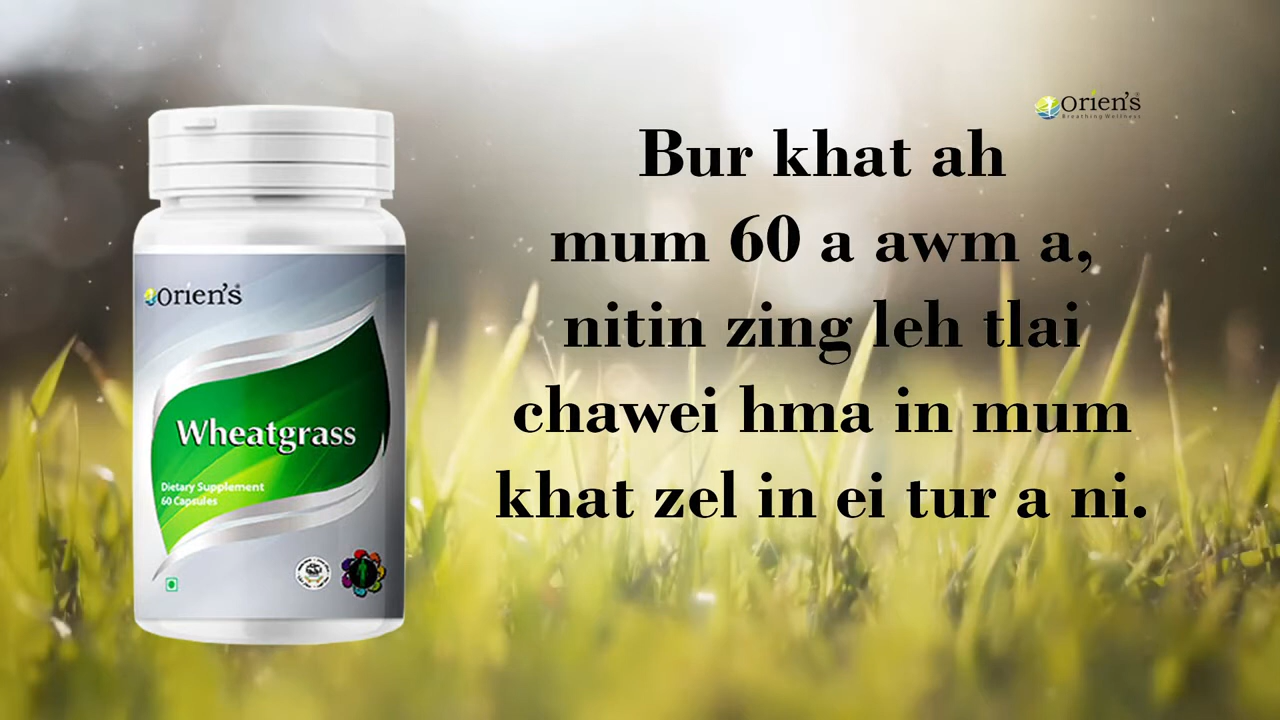 Orien's
Breathing Wellness
Bur khat ah
mum 60 a awm a,
nitin zing leh tlai
chawei hma in mum
khat zel in ei tur a ni.
Orien's
Wheatgrass
Dietary Supplement
60 Capsules